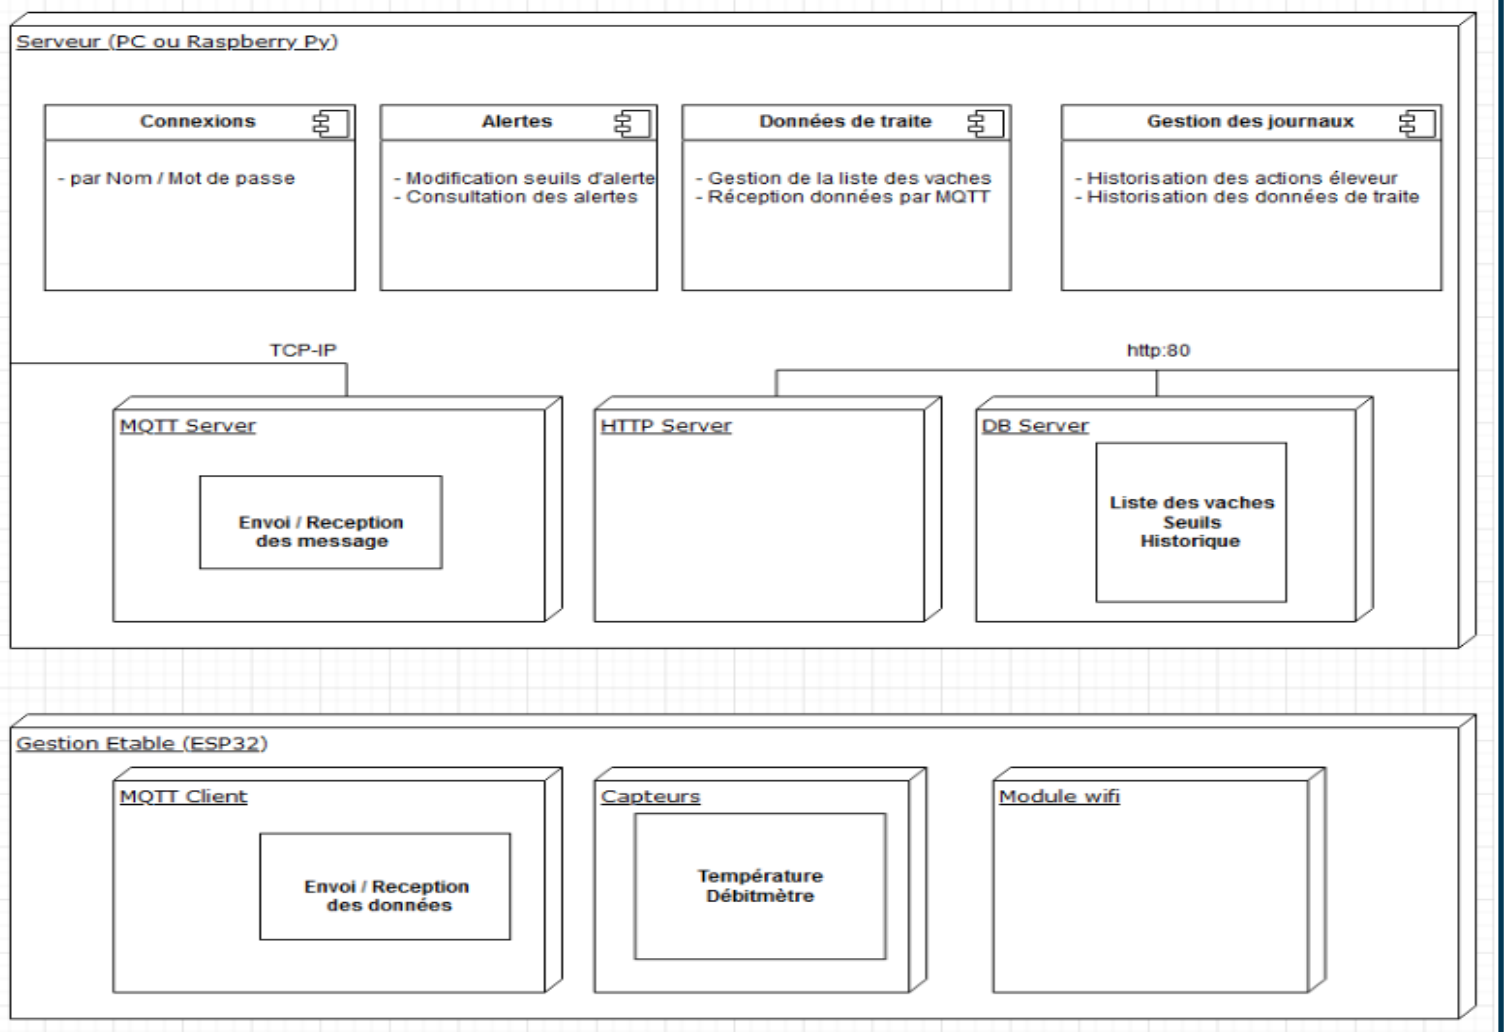 Serveur (PC ou Raspberry Py)
Connexions
- par Nom / Mot de passe
Alertes
- Modification seuils d'alerte
- Consultation des alertes
Données de traite
- Gestion de la liste des vaches
- Réception données par MQTT
Gestion des journaux
- Historisation des actions éleveur
- Historisation des données de traite
TCP-IP
http:80
MQTT Server
Envoi / Reception
des message
HTTP Server
DB Server
Liste des vaches
Seuils
Historique
Gestion Etable (ESP32)
MQTT Client
Envoi / Reception
des données
Capteurs
Température
Débitmètre
Module wifi